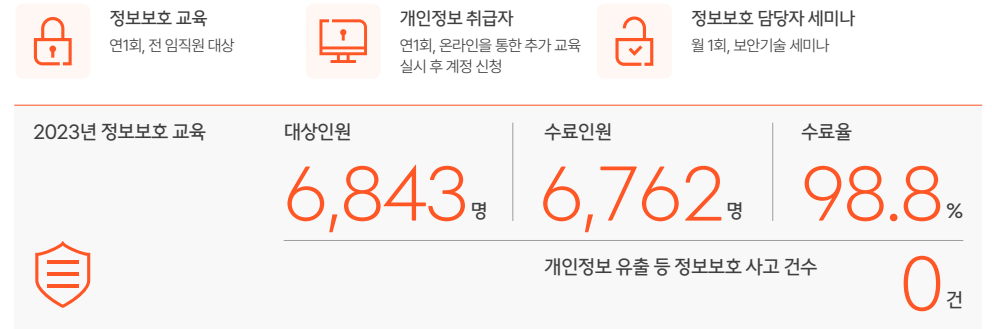 정보보호 교육
연1회, 전 임직원 대상
개인정보 취급자
연1회, 온라인을 통한 추가 교육
실시 후 계정 신청
정보보호 담당자 세미나
월 1회, 보안기술 세미나
2023년 정보보호 교육
대상인원
6,843명
수료인원
6,762명
수료율
98.8%
개인정보 유출 등 정보보호 사고 건수
0건